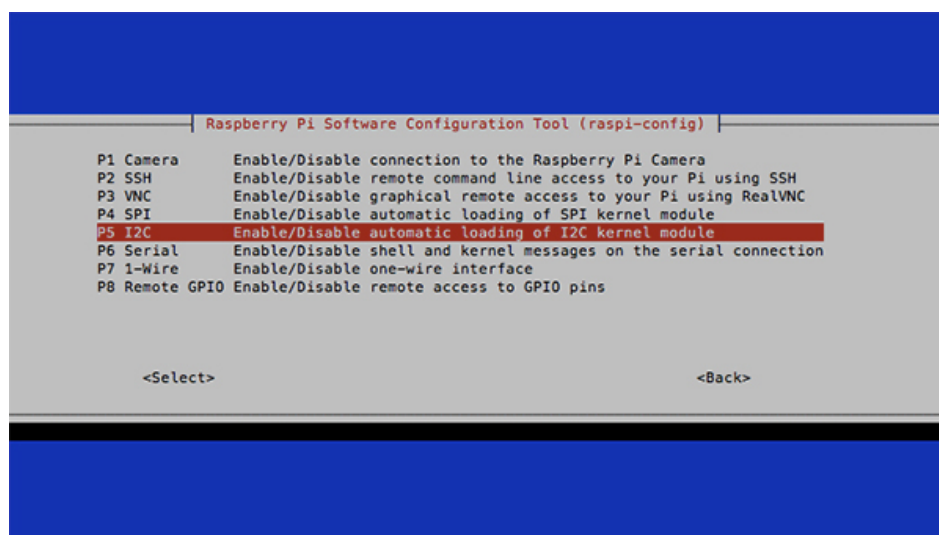 Raspberry Pi Software Configuration Tool (raspi-config)
P1 Camera Enable/Disable connection to the Raspberry Pi Camera
P2 SSH Enable/Disable remote command line access to your Pi using SSH
P3 VNC Enable/Disable graphical remote access to your Pi using RealVNC
P4 SPI Enable/Disable automatic loading of SPI kernel module
P5 I2C Enable/Disable automatic loading of I2C kernel module
P6 Serial Enable/Disable shell and kernel messages on the serial connection
P7 1-Wire Enable/Disable one-wire interface
P8 Remote GPIO Enable/Disable remote access to GPIO pins
<Select> <Back>